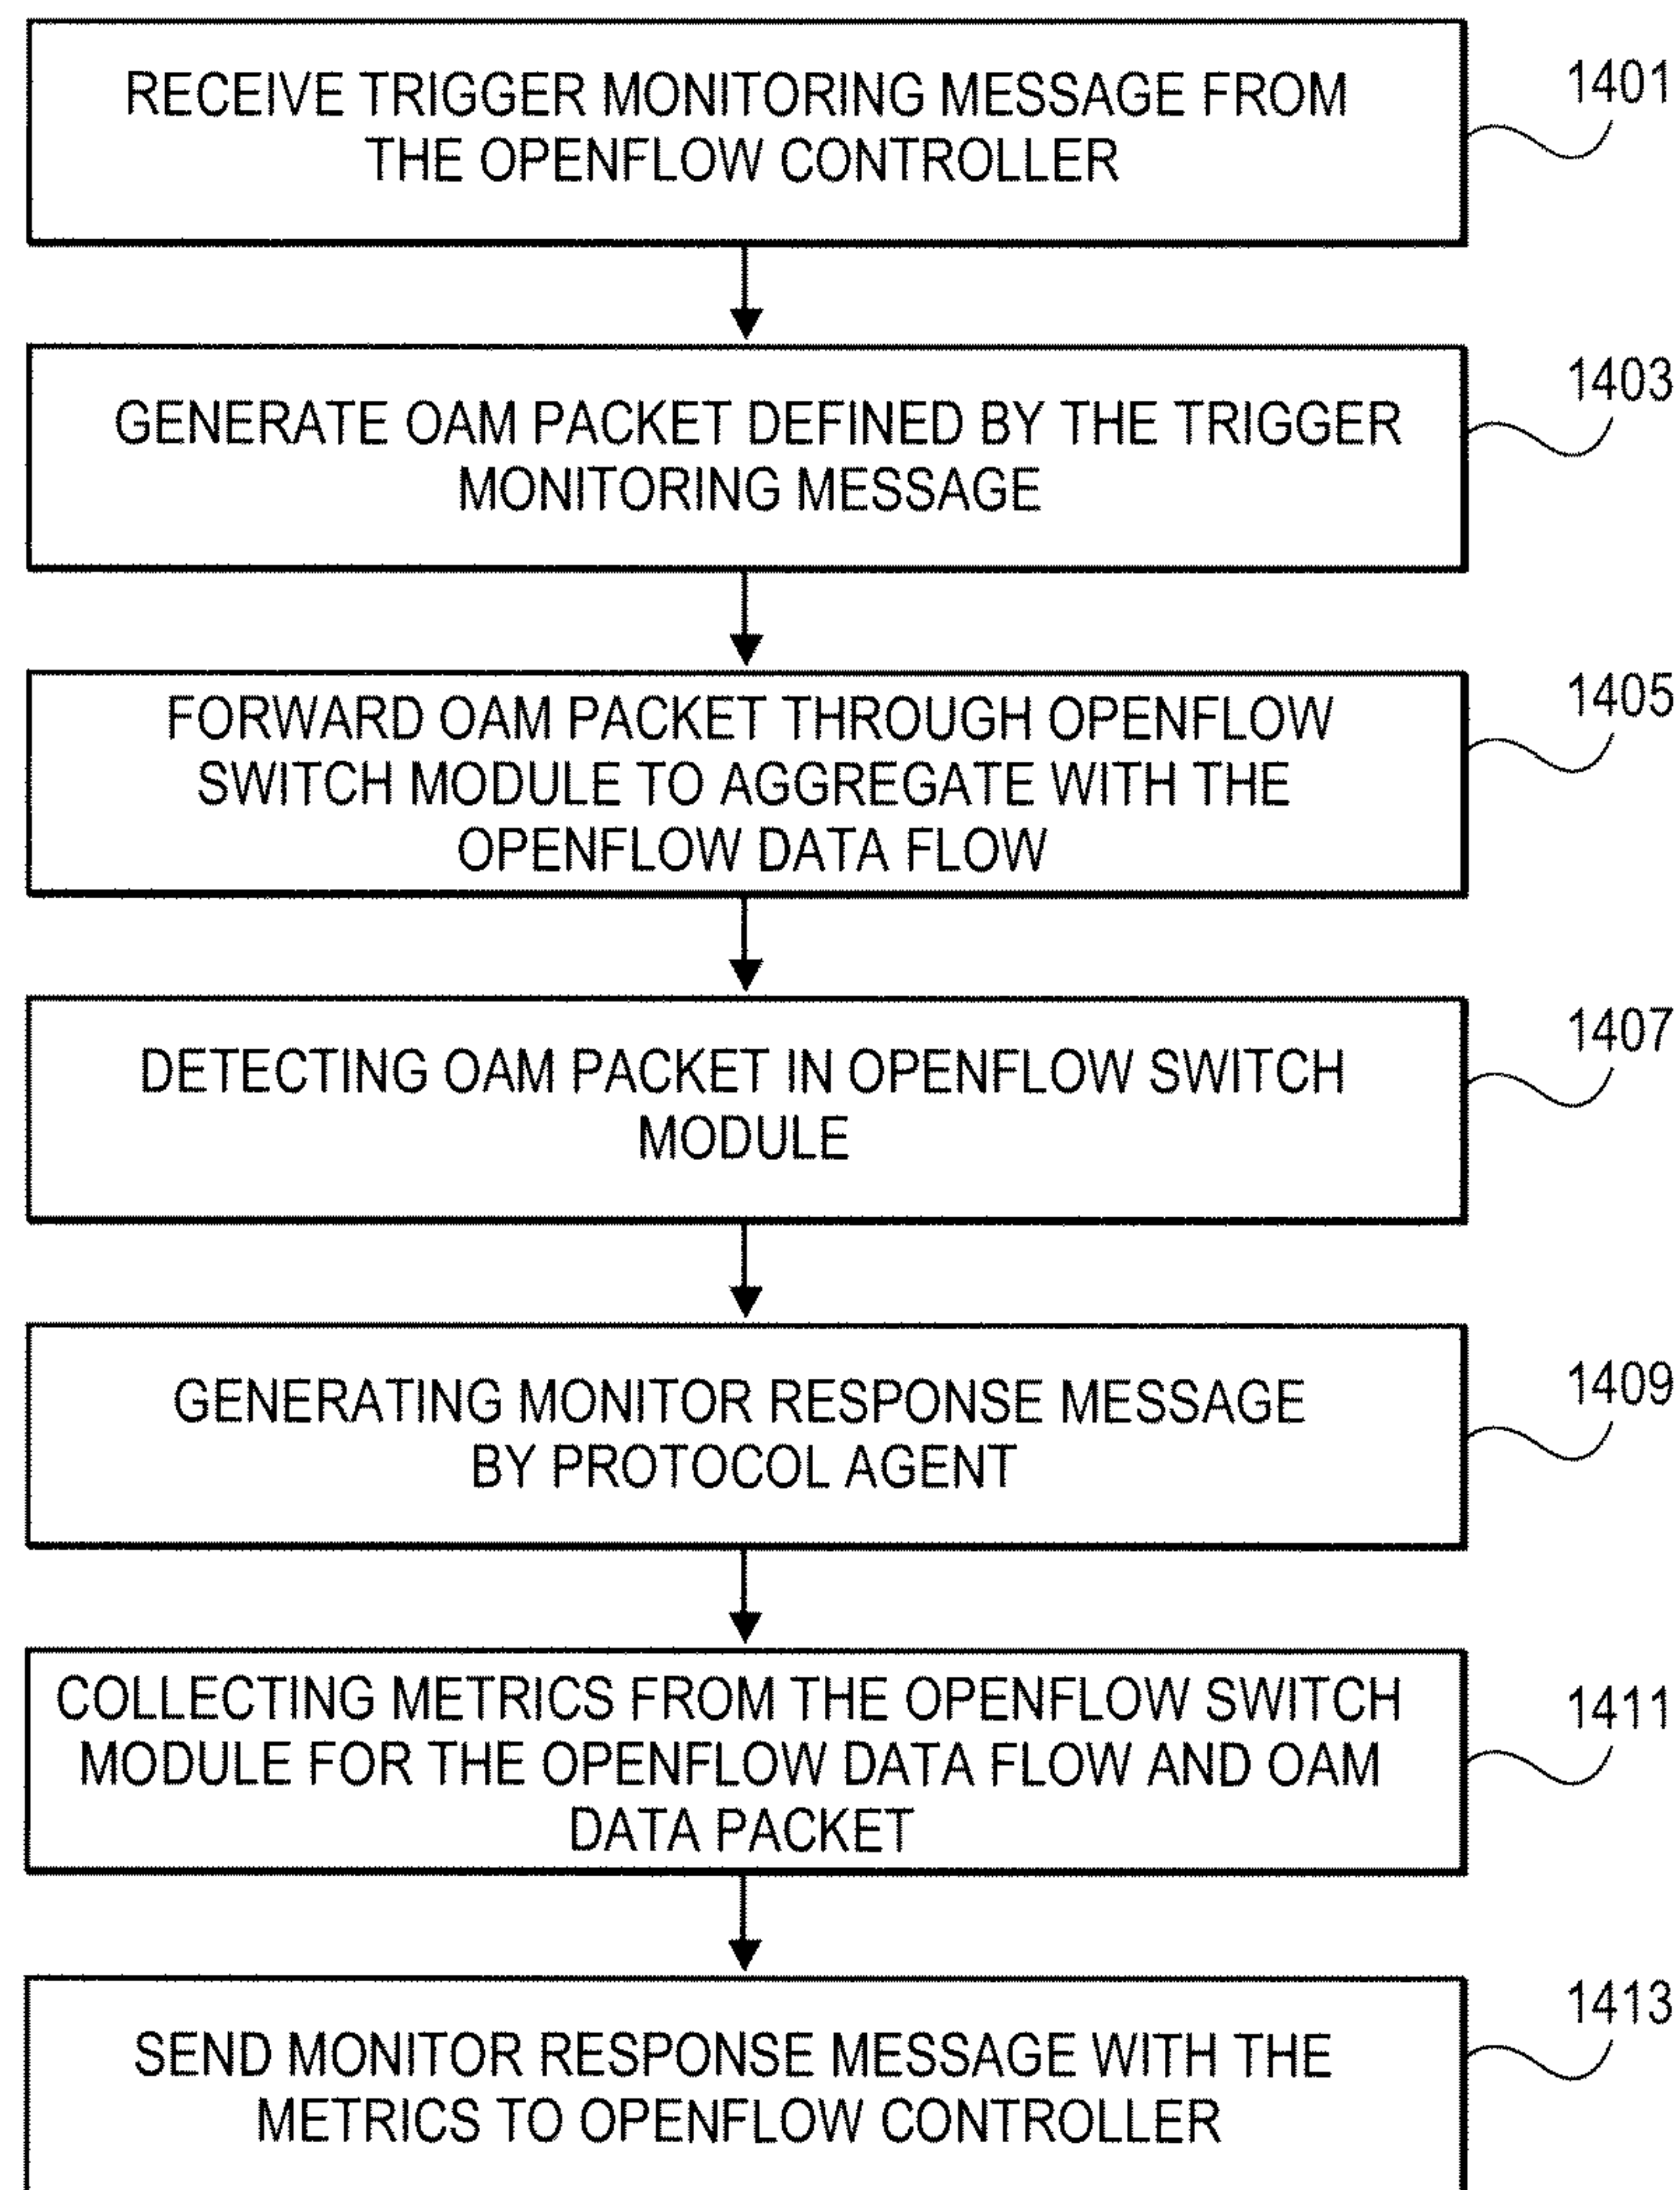 RECEIVE TRIGGER MONITORING MESSAGE FROM
THE OPENFLOW CONTROLLER
1401
GENERATE OAM PACKET DEFINED BY THE TRIGGER
MONITORING MESSAGE
1403
FORWARD OAM PACKET THROUGH OPENFLOW
SWITCH MODULE TO AGGREGATE WITH THE
OPENFLOW DATA FLOW
1405
DETECTING OAM PACKET IN OPENFLOW SWITCH
MODULE
1407
GENERATING MONITOR RESPONSE MESSAGE
BY PROTOCOL AGENT
1409
COLLECTING METRICS FROM THE OPENFLOW SWITCH
MODULE FOR THE OPENFLOW DATA FLOW AND OAM
DATA PACKET
1411
SEND MONITOR RESPONSE MESSAGE WITH THE
METRICS TO OPENFLOW CONTROLLER
1413